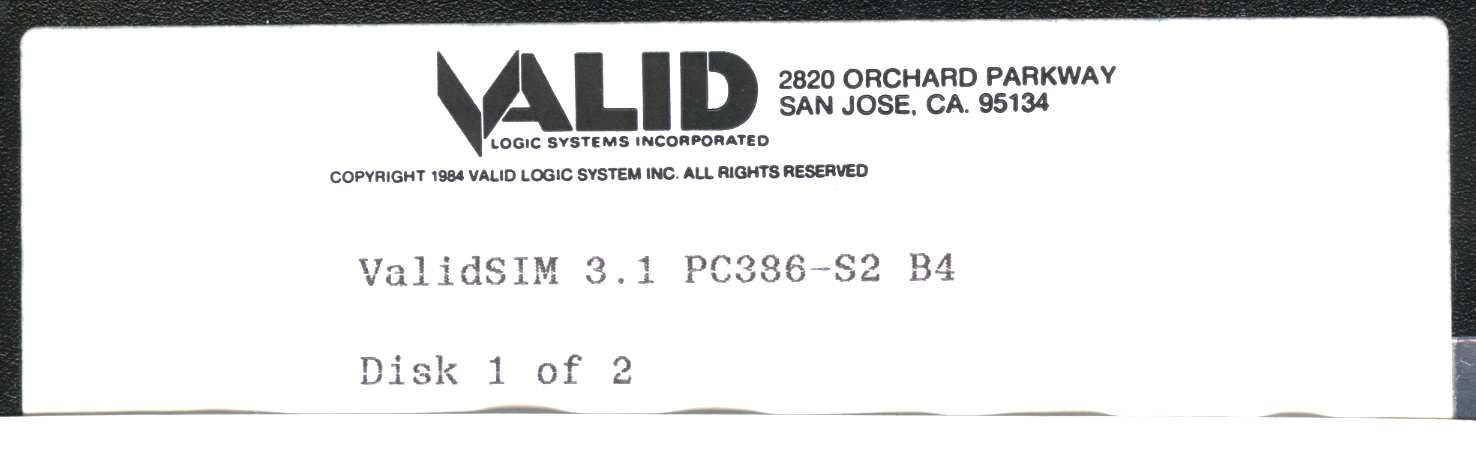 VALID
LOGIC SYSTEMS INCORPORATED
2820 ORCHARD PARKWAY
SAN JOSE, CA. 95134
COPYRIGHT 1984 VALID LOGIC SYSTEM INC. ALL RIGHTS RESERVED
ValidSIM 3.1 PC386-S2 B4
Disk 1 of 2